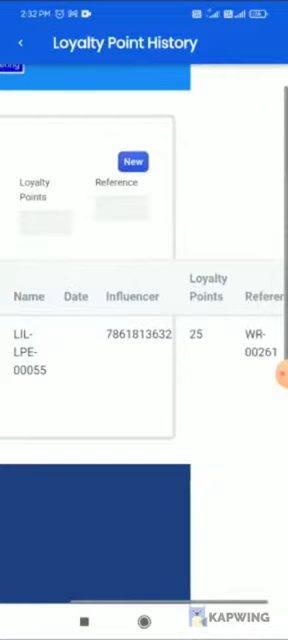 2:32 PM
Loyalty Point History
New
Loyalty Reference
Points
Loyalty
Name Date Influencer Points Referen
LIL- 7861813632 25 WR-
LPE- 00261
00055
KAPWING